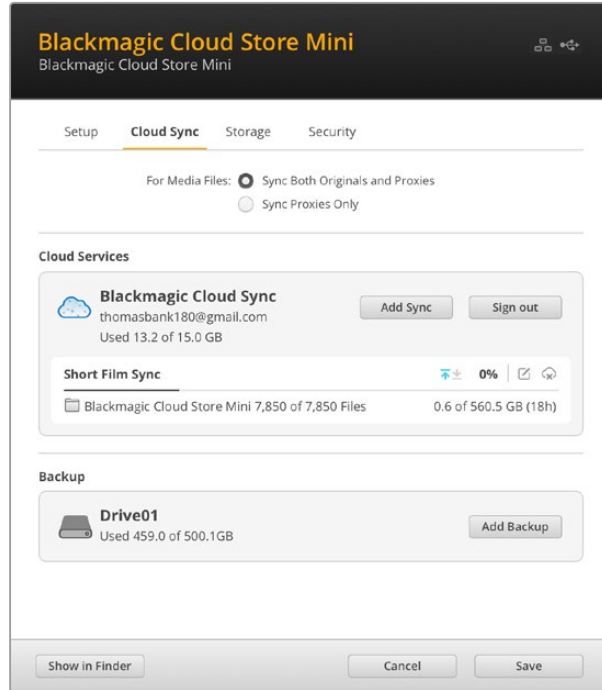 Blackmagic Cloud Store Mini
Blackmagic Cloud Store Mini
Setup Cloud Sync Storage Security
For Media Files: Sync Both Originals and Proxies
Sync Proxies Only
Cloud Services
Blackmagic Cloud Sync
thomasbank180@gmail.com
Used 13.2 of 15.0 GB
Add Sync Sign out
Short Film Sync 0%
Blackmagic Cloud Store Mini 7,850 of 7,850 Files 0.6 of 560.5 GB (18h)
Backup
Drive01
Used 459.0 of 500.1GB
Add Backup
Show in Finder Cancel Save